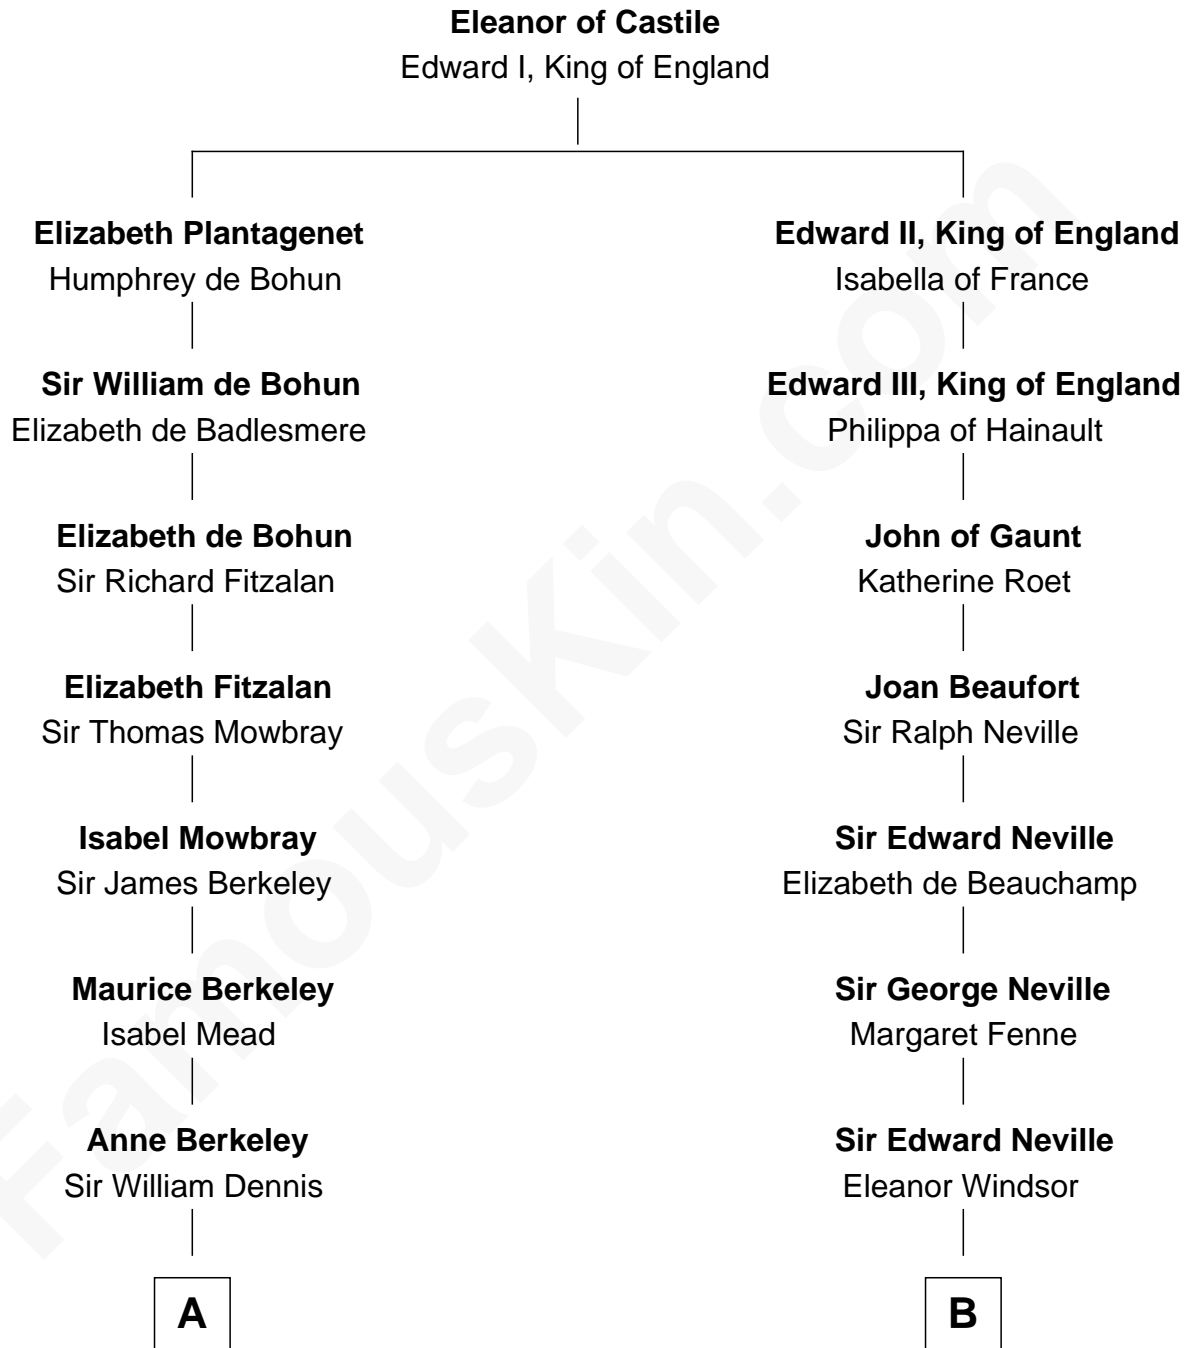 Eleanor of Castile
Edward I, King of England
Elizabeth Plantagenet
Humphrey de Bohun
Edward II, King of England
Isabella of France
Sir William de Bohun
Elizabeth de Badlesmere
Edward III, King of England
Philippa of Hainault
Elizabeth de Bohun
Sir Richard Fitzalan
John of Gaunt
Katherine Roet
Elizabeth Fitzalan
Sir Thomas Mowbray
Joan Beaufort
Sir Ralph Neville
Isabel Mowbray
Sir James Berkeley
Sir Edward Neville
Elizabeth de Beauchamp
Maurice Berkeley
Isabel Mead
Sir George Neville
Margaret Fenne
Anne Berkeley
Sir William Dennis
Sir Edward Neville
Eleanor Windsor
A
B
FamousKin.com